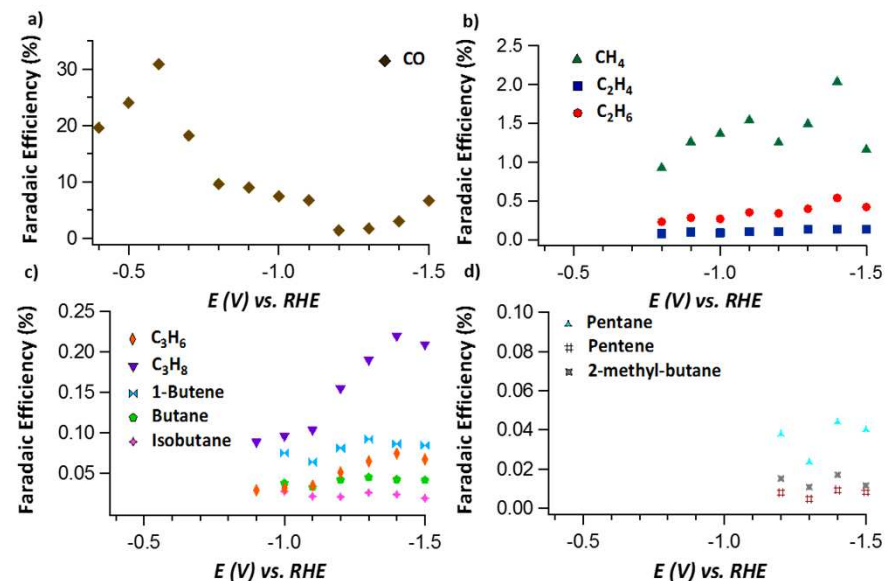 a)
Faradaic Efficiency (%)
30
20
10
0
◆ CO
-0.5
-1.0
-1.5
E (V) vs. RHE
b)
Faradaic Efficiency (%)
2.5
2.0
1.5
1.0
0.5
0.0
CH₄
C₂H₄
C₂H₆
-0.5
-1.0
-1.5
E (V) vs. RHE
c)
Faradaic Efficiency (%)
0.25
0.20
0.15
0.10
0.05
C₃H₆
C₃H₈
1-Butene
Butane
Isobutane
-0.5
-1.0
-1.5
E (V) vs. RHE
d)
Faradaic Efficiency (%)
0.10
0.08
0.06
0.04
0.02
0.00
Pentane
Pentene
2-methyl-butane
-0.5
-1.0
-1.5
E (V) vs. RHE